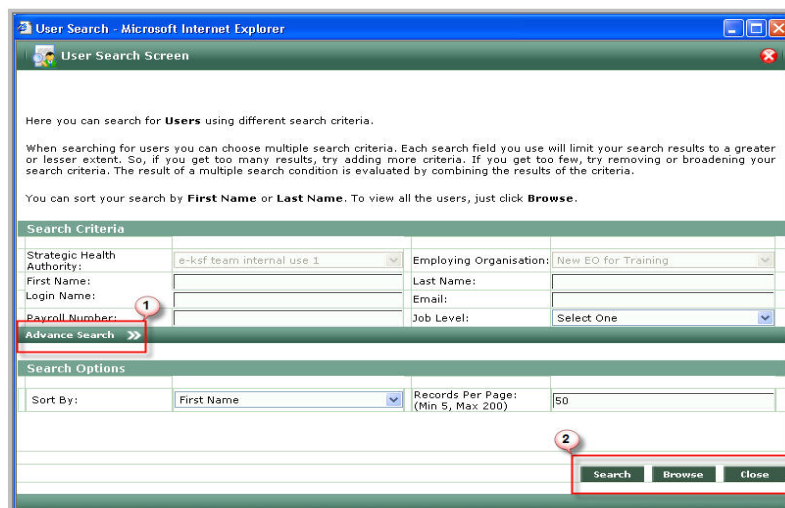 User Search - Microsoft Internet Explorer
User Search Screen
Here you can search for Users using different search criteria.
When searching for users you can choose multiple search criteria. Each search field you use will limit your search results to a greater
or lesser extent. So, if you get too many results, try adding more criteria. If you get too few, try removing or broadening your
search criteria. The result of a multiple search condition is evaluated by combining the results of the criteria.
You can sort your search by First Name or Last Name. To view all the users, just click Browse.
Search Criteria
Strategic Health Authority: e-ksf team internal use 1 Employing Organisation: New EO for Training
First Name: Last Name:
Login Name: Email:
1
Payroll Number: Job Level: Select One
Advance Search >>
Search Options
Sort By: First Name Records Per Page: (Min 5, Max 200) 50
2
Search Browse Close